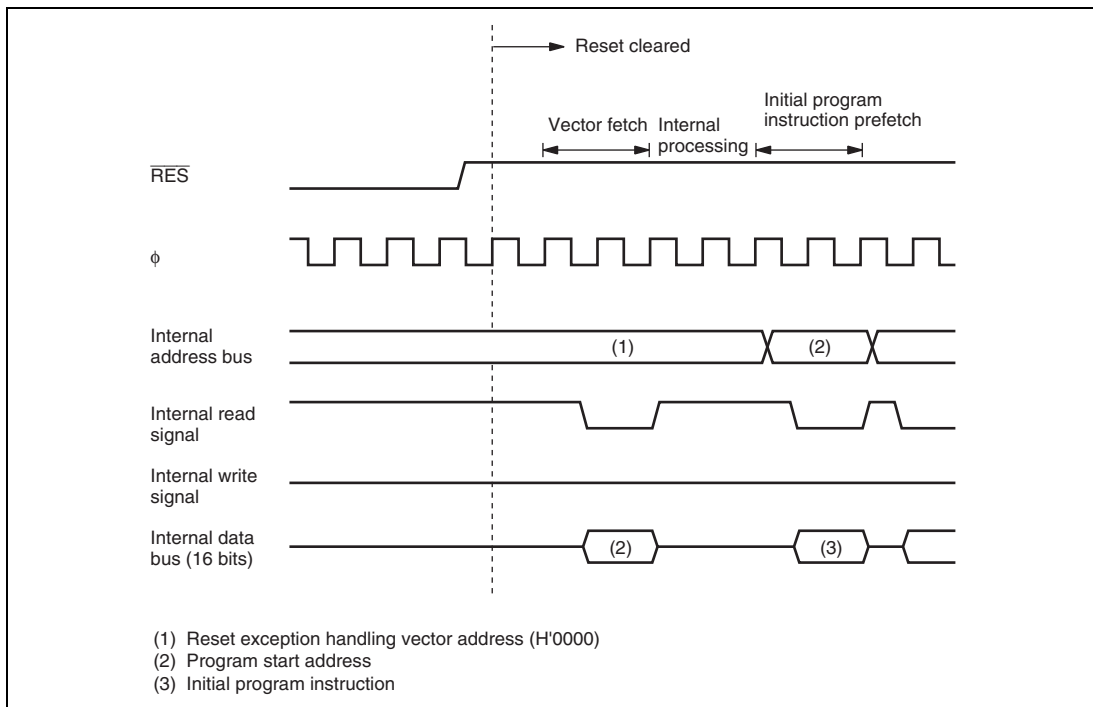 Reset cleared
Initial program
instruction prefetch
Vector fetch
Internal
processing
RES
φ
Internal
address bus
(1)
(2)
Internal read
signal
Internal write
signal
Internal data
bus (16 bits)
(2)
(3)
(1) Reset exception handling vector address (H'0000)
(2) Program start address
(3) Initial program instruction